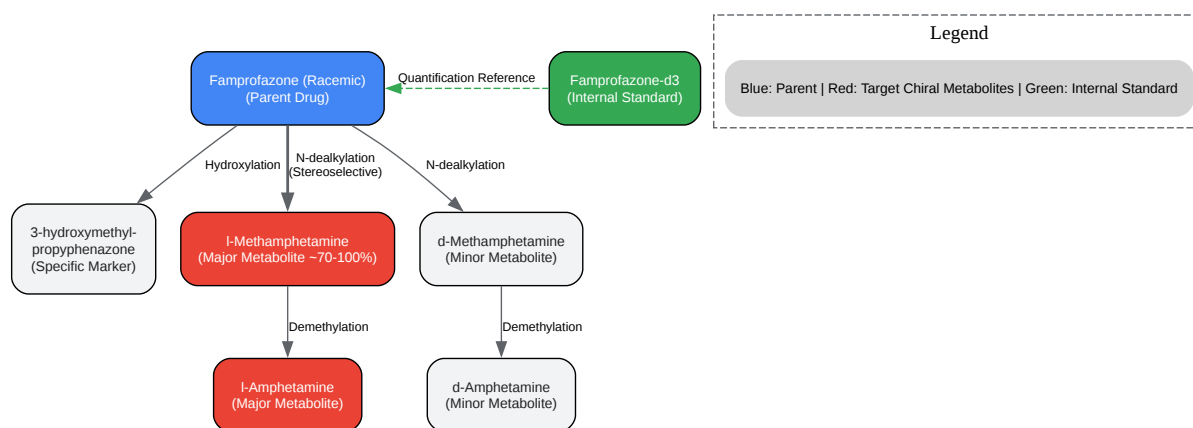 Legend
Famprofazone (Racemic)
(Parent Drug)
Quantification Reference
Famprofazone-d3
(Internal Standard)
Blue: Parent | Red: Target Chiral Metabolites | Green: Internal Standard
Hydroxylation
N-dealkylation
(Stereoselective)
N-dealkylation
3-hydroxymethyl-
propyphenazone
(Specific Marker)
l-Methamphetamine
(Major Metabolite ~70-100%)
d-Methamphetamine
(Minor Metabolite)
Demethylation
Demethylation
l-Amphetamine
(Major Metabolite)
d-Amphetamine
(Minor Metabolite)